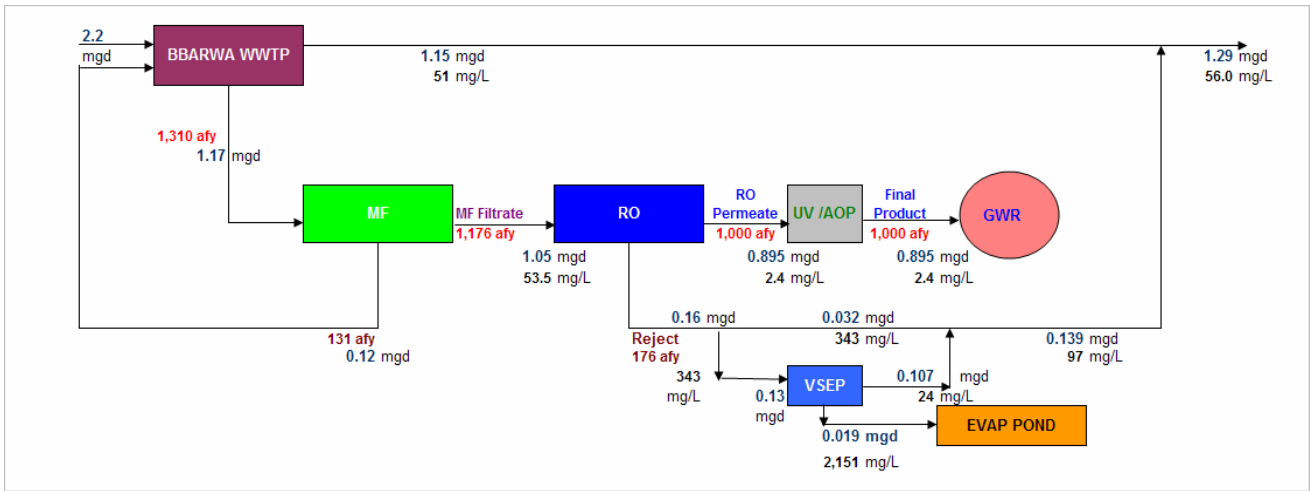 2.2
mgd
BBARWA WWTP
1.15 mgd
51 mg/L
1.29 mgd
56.0 mg/L
1,310 afy
1.17 mgd
MF
MF Filtrate
1,176 afy
1.05 mgd
53.5 mg/L
RO
RO
Permeate
1,000 afy
0.895 mgd
2.4 mg/L
UV /AOP
Final
Product
1,000 afy
0.895 mgd
2.4 mg/L
GWR
131 afy
0.12 mgd
0.16 mgd
Reject
176 afy
343
mg/L
0.032 mgd
343 mg/L
0.139 mgd
97 mg/L
0.13
mgd
VSEP
0.107 mgd
24 mg/L
0.019 mgd
2,151 mg/L
EVAP POND